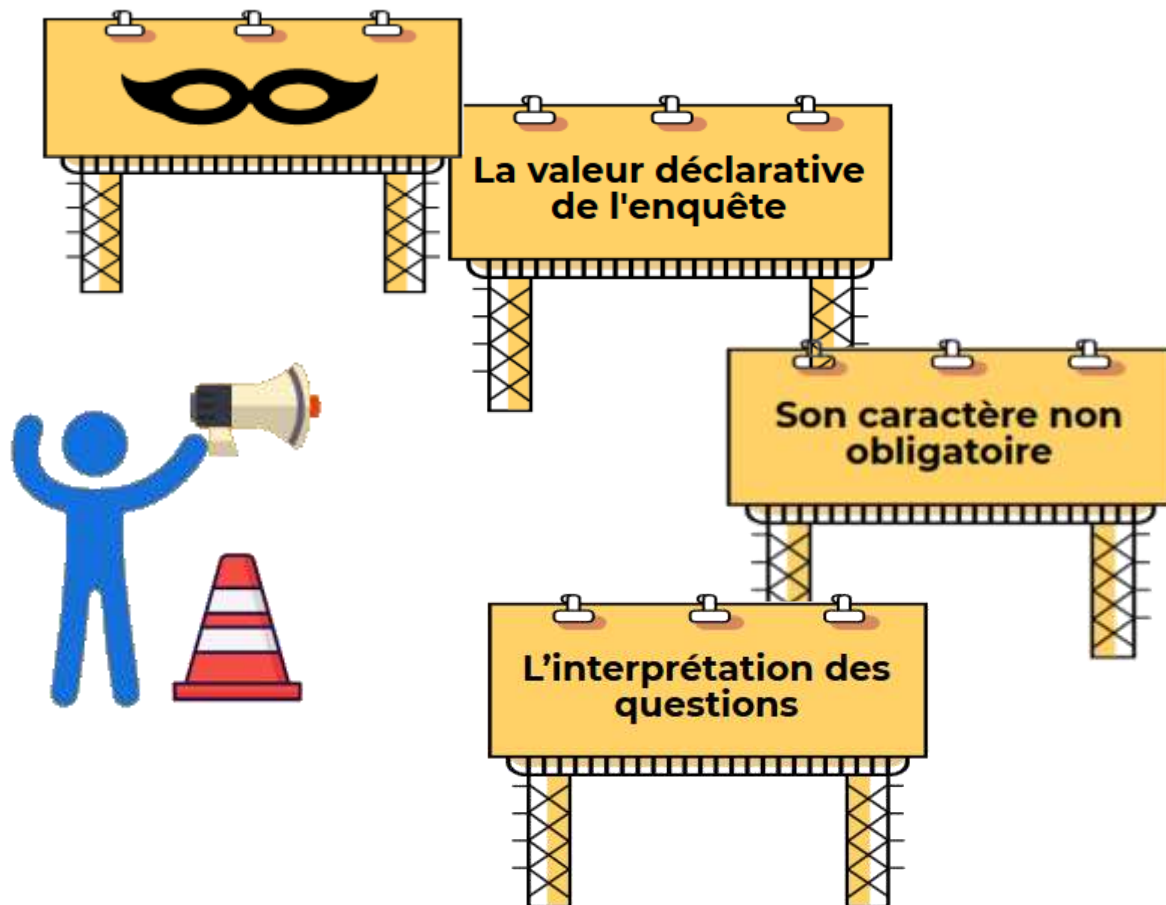 La valeur déclarative
de l'enquête
Son caractère non
obligatoire
L’interprétation des
questions